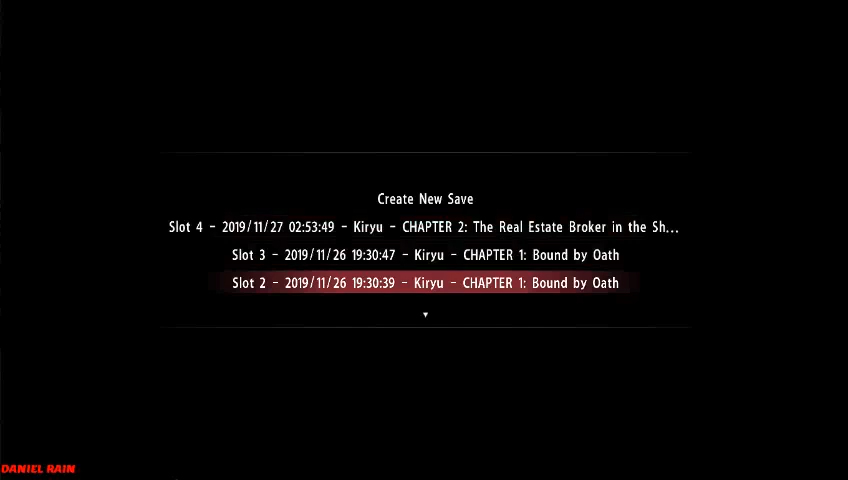 Create New Save
Slot 4 - 2019/11/27 02:53:49 - Kiryu - CHAPTER 2: The Real Estate Broker in the Sh...
Slot 3 - 2019/11/26 19:30:47 - Kiryu - CHAPTER 1: Bound by Oath
Slot 2 - 2019/11/26 19:30:39 - Kiryu - CHAPTER 1: Bound by Oath
DANIEL RAIN